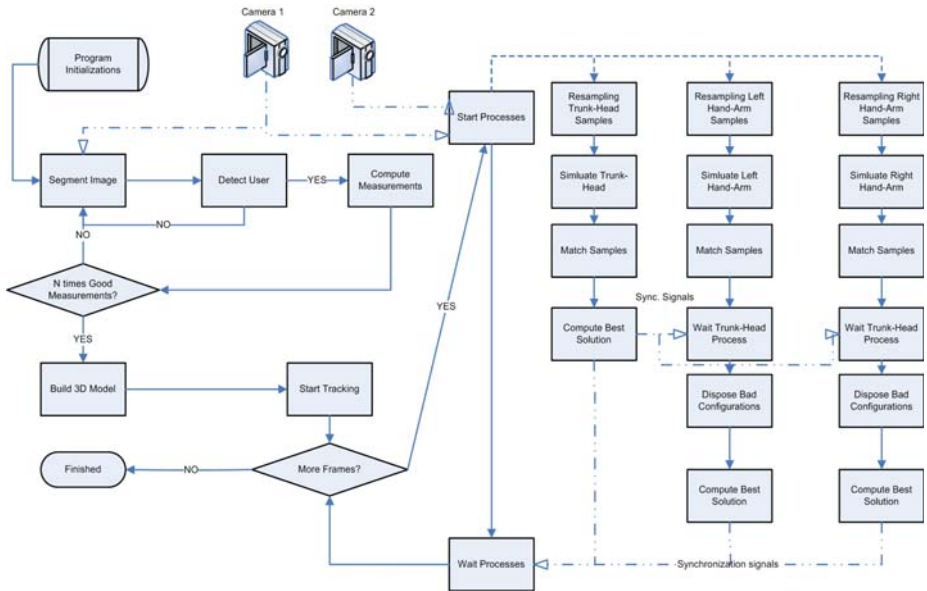 Camera 1
Camera 2
Program
Initializations
Start Processes
Resampling
Trunk-Head
Samples
Resampling Left
Hand-Arm
Samples
Resampling Right
Hand-Arm
Samples
Segment Image
Detect User
YES
Compute
Measurements
Simluate Trunk-
Head
Simluate Left
Hand-Arm
Simluate Right
Hand-Arm
NO
NO
Match Samples
Match Samples
Match Samples
N times Good
Measurements?
YES
Sync. Signals
YES
Compute Best
Solution
Wait Trunk-Head
Process
Wait Trunk-Head
Process
Build 3D Model
Start Tracking
Dispose Bad
Configurations
Dispose Bad
Configurations
Finished
NO
More Frames?
Compute Best
Solution
Compute Best
Solution
Wait Processes
Synchronization signals